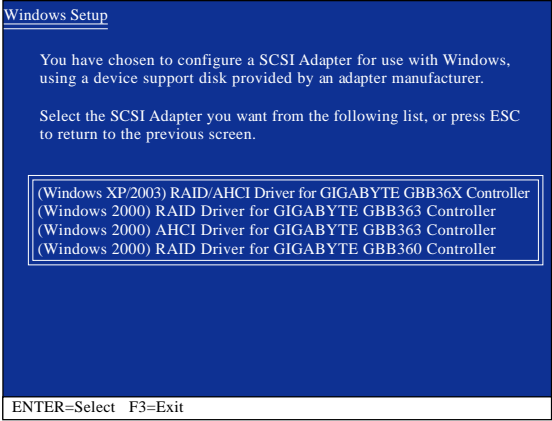 Windows Setup
You have chosen to configure a SCSI Adapter for use with Windows,
using a device support disk provided by an adapter manufacturer.
Select the SCSI Adapter you want from the following list, or press ESC
to return to the previous screen.
(Windows XP/2003) RAID/AHCI Driver for GIGABYTE GBB36X Controller
(Windows 2000) RAID Driver for GIGABYTE GBB363 Controller
(Windows 2000) AHCI Driver for GIGABYTE GBB363 Controller
(Windows 2000) RAID Driver for GIGABYTE GBB360 Controller
ENTER=Select F3=Exit